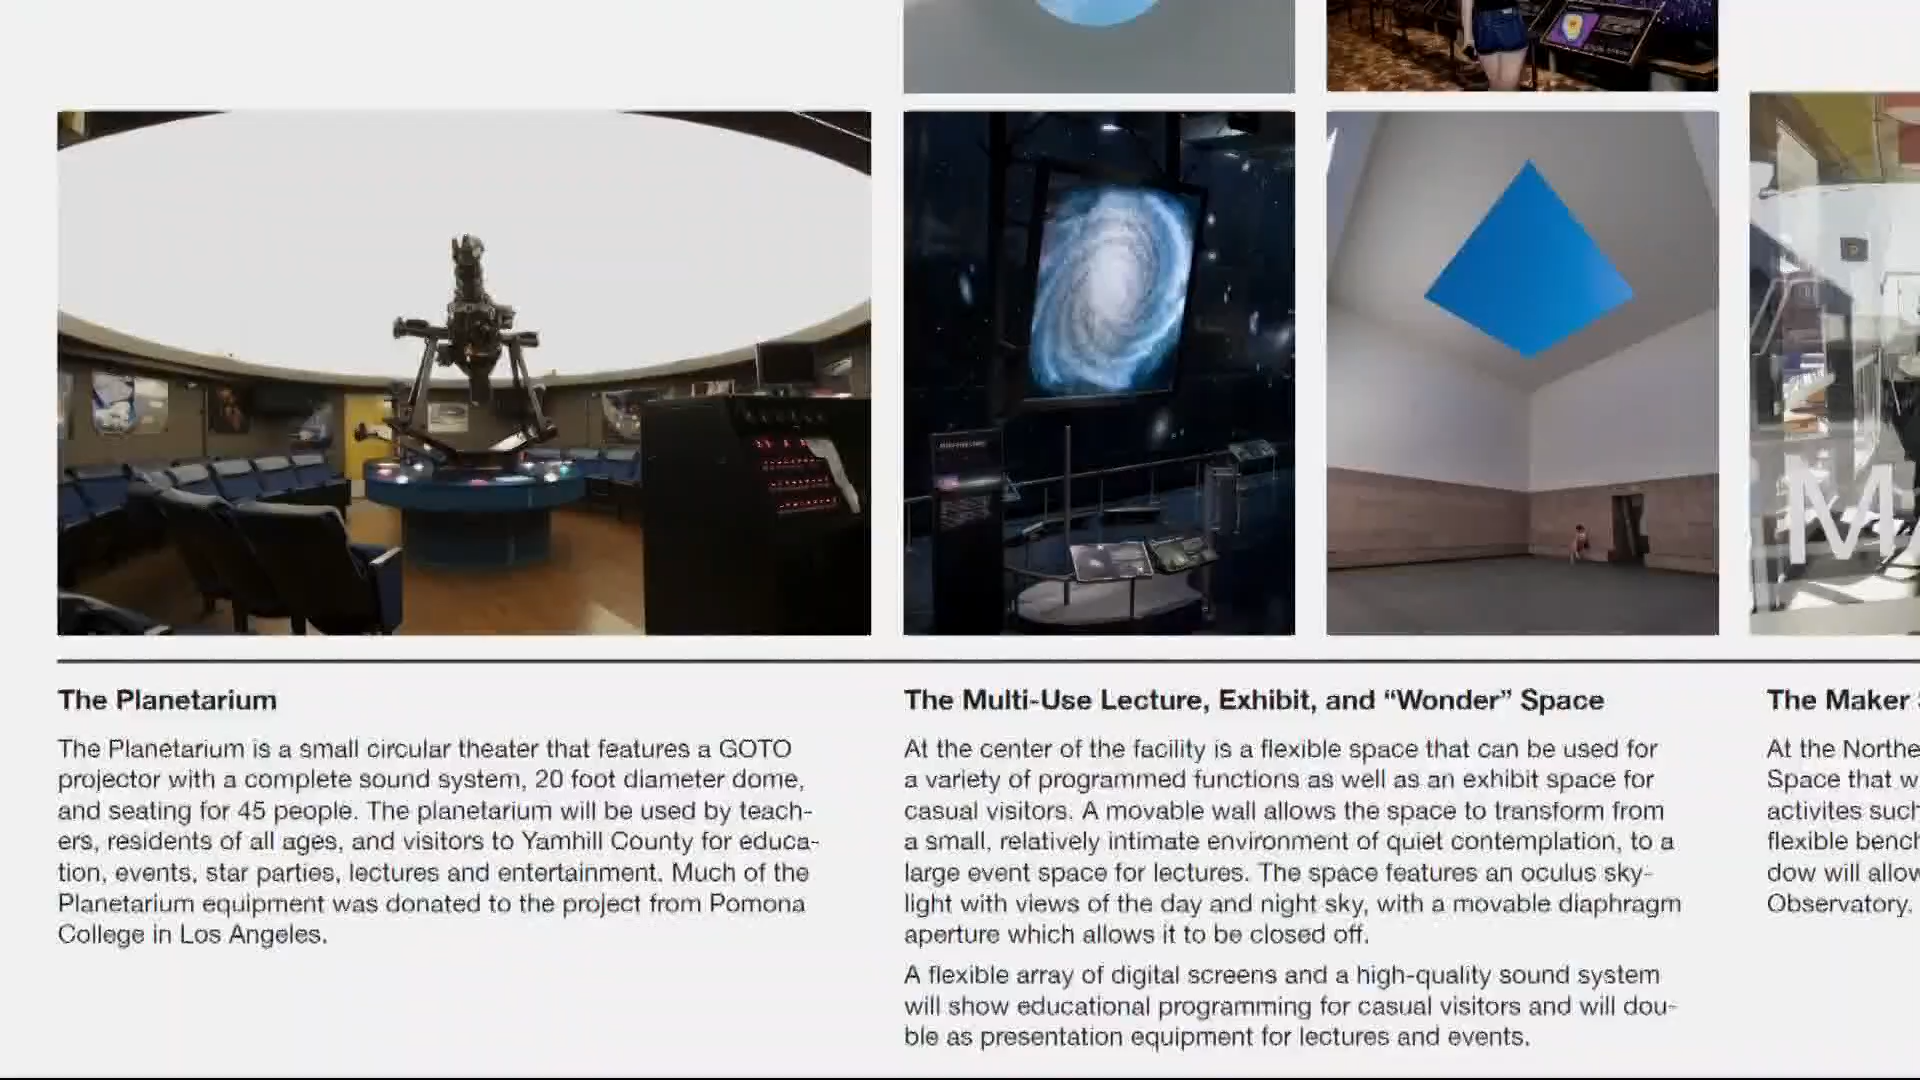 The Planetarium
The Planetarium is a small circular theater that features a GOTO
projector with a complete sound system, 20 foot diameter dome,
and seating for 45 people. The planetarium will be used by teach-
ers, residents of all ages, and visitors to Yamhill County for educa-
tion, events, star parties, lectures and entertainment. Much of the
Planetarium equipment was donated to the project from Pomona
College in Los Angeles.
The Multi-Use Lecture, Exhibit, and “Wonder” Space
At the center of the facility is a flexible space that can be used for
a variety of programmed functions as well as an exhibit space for
casual visitors. A movable wall allows the space to transform from
a small, relatively intimate environment of quiet contemplation, to a
large event space for lectures. The space features an oculus sky-
light with views of the day and night sky, with a movable diaphragm
aperture which allows it to be closed off.
A flexible array of digital screens and a high-quality sound system
will show educational programming for casual visitors and will dou-
ble as presentation equipment for lectures and events.
The Maker
At the Northe
Space that w
activites such
flexible bench
dow will allow
Observatory.